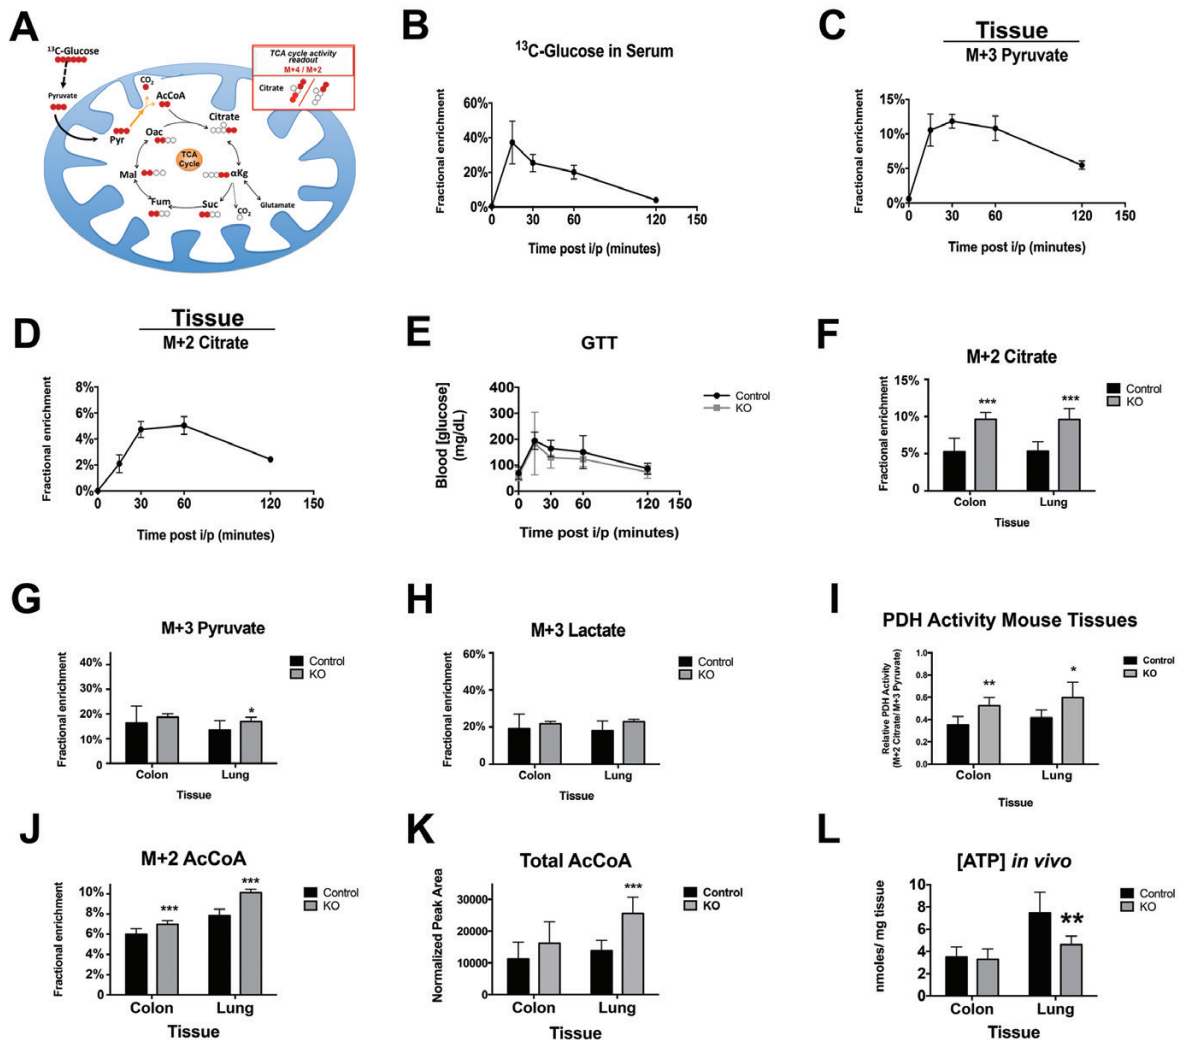 A
¹³C-Glucose
Pyruvate
Pyr
CO₂
AcCoA
Oac
Citrate
TCA
Cycle
Mal
αKg
Fum
Suc
CO₂
Glutamate
TCA cycle activity
readout
M+4 / M+2
Citrate
B
¹³C-Glucose in Serum
Fractional enrichment
60%
40%
20%
0%
0 30 60 90 120 150
Time post i/p (minutes)
C
Tissue
M+3 Pyruvate
Fractional enrichment
15%
10%
5%
0%
0 30 60 120 150
Time post i/p (minutes)
D
Tissue
M+2 Citrate
Fractional enrichment
8%
6%
4%
2%
0%
0 30 60 120 150
Time post i/p (minutes)
E
GTT
Blood [glucose]
(mg/dL)
400
300
200
100
0
0 30 60 120 150
Time post i/p (minutes)
Control
KO
F
M+2 Citrate
Fractional enrichment
15%
10%
5%
0
*** ***
Colon Lung
Tissue
Control
KO
G
M+3 Pyruvate
Fractional enrichment
40%
30%
20%
10%
0
*
Colon Lung
Tissue
Control
KO
H
M+3 Lactate
Fractional enrichment
60%
40%
20%
0
Colon Lung
Tissue
Control
KO
I
PDH Activity Mouse Tissues
Relative PDH Activity
(M+2 Citrate/ M+3 Pyruvate)
1.0
0.8
0.6
0.4
0.2
0.0
** *
Colon Lung
Tissue
Control
KO
J
M+2 AcCoA
Fractional enrichment
10%
8%
6%
4%
2%
0
*** ***
Colon Lung
Tissue
Control
KO
K
Total AcCoA
Normalized Peak Area
30000
20000
10000
0
***
Colon Lung
Tissue
Control
KO
L
[ATP] in vivo
nmoles/ mg tissue
10
8
6
4
2
0
**
Colon Lung
Tissue
Control
KO